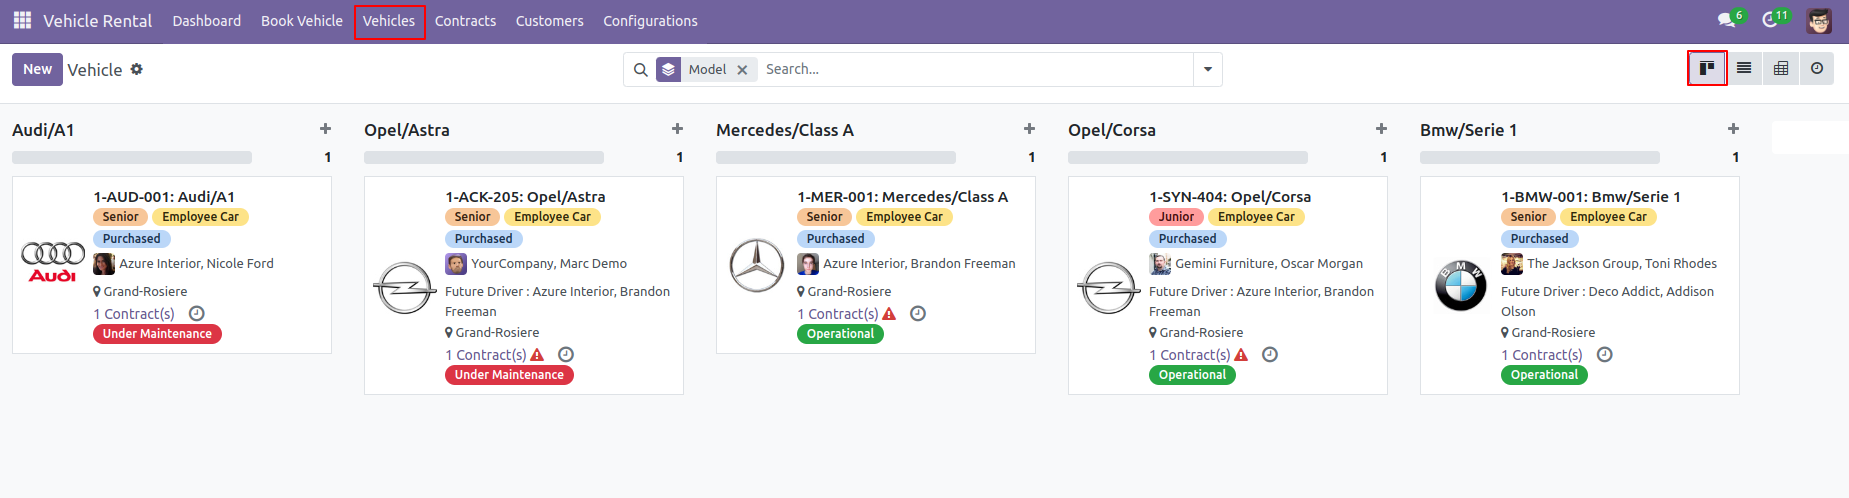 Vehicle Rental Dashboard Book Vehicle Vehicles Contracts Customers Configurations 6 11
New Vehicle Model Search...
Audi/A1
1
1-AUD-001: Audi/A1
Senior Employee Car
Purchased
Audi
Azure Interior, Nicole Ford
Grand-Rosiere
1 Contract(s)
Under Maintenance
Opel/Astra
1
1-ACK-205: Opel/Astra
Senior Employee Car
Purchased
YourCompany, Marc Demo
Future Driver : Azure Interior, Brandon
Freeman
Grand-Rosiere
1 Contract(s)
Under Maintenance
Mercedes/Class A
1
1-MER-001: Mercedes/Class A
Senior Employee Car
Purchased
Azure Interior, Brandon Freeman
Grand-Rosiere
1 Contract(s)
Operational
Opel/Corsa
1
1-SYN-404: Opel/Corsa
Junior Employee Car
Purchased
Gemini Furniture, Oscar Morgan
Future Driver : Azure Interior, Brandon
Freeman
Grand-Rosiere
1 Contract(s)
Operational
Bmw/Serie 1
1
1-BMW-001: Bmw/Serie 1
Senior Employee Car
Purchased
BMW
The Jackson Group, Toni Rhodes
Future Driver : Deco Addict, Addison
Olson
Grand-Rosiere
1 Contract(s)
Operational